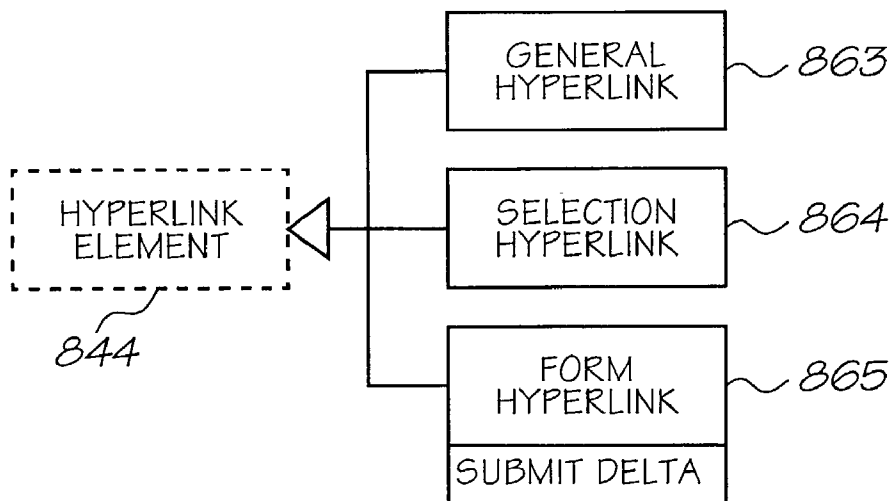 GENERAL
HYPERLINK
863
HYPERLINK
ELEMENT
844
SELECTION
HYPERLINK
864
FORM
HYPERLINK
865
SUBMIT DELTA